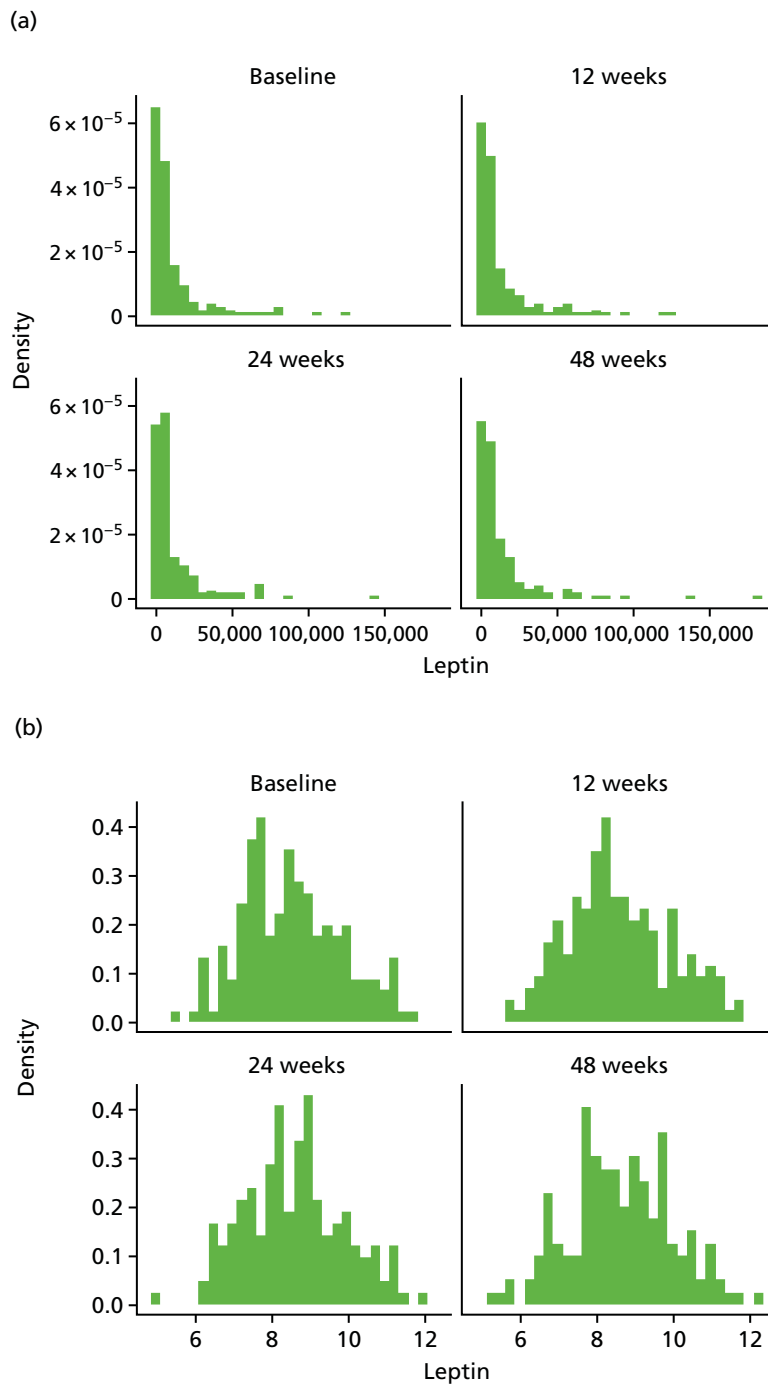 (a)
Baseline 12 weeks
6 × 10⁻⁵
4 × 10⁻⁵
2 × 10⁻⁵
0
Density
24 weeks 48 weeks
6 × 10⁻⁵
4 × 10⁻⁵
2 × 10⁻⁵
0
0 50,000 100,000 150,000 0 50,000 100,000 150,000
Leptin
(b)
Baseline 12 weeks
0.4
0.3
0.2
0.1
0.0
Density
24 weeks 48 weeks
0.4
0.3
0.2
0.1
0.0
6 8 10 12 6 8 10 12
Leptin